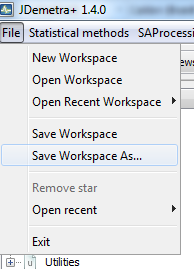 JDemetra+ 1.4.0
File Statistical methods SAProcessi
New Workspace
Open Workspace
Open Recent Workspace
Save Workspace
Save Workspace As...
Remove star
Open recent
Exit
Utilities